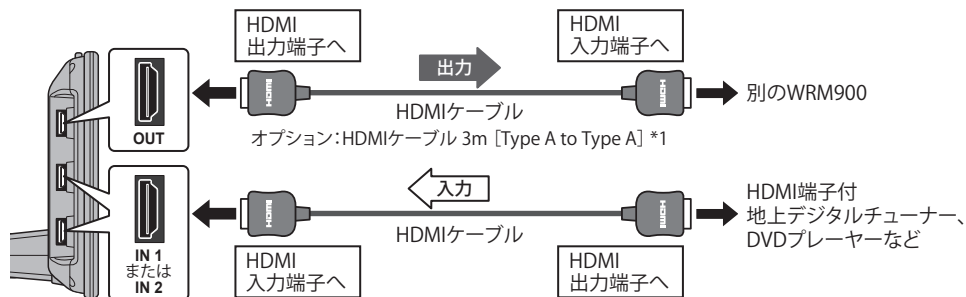 HDMI
出力端子へ
HDMI
入力端子へ
出力
OUT
HDMI
HDMI
別のWRM900
HDMIケーブル
オプション:HDMIケーブル 3m [Type A to Type A] *1
入力
IN 1
または
IN 2
HDMI
HDMI
HDMI端子付
地上デジタルチューナー、
DVDプレーヤーなど
HDMIケーブル
HDMI
入力端子へ
HDMI
出力端子へ